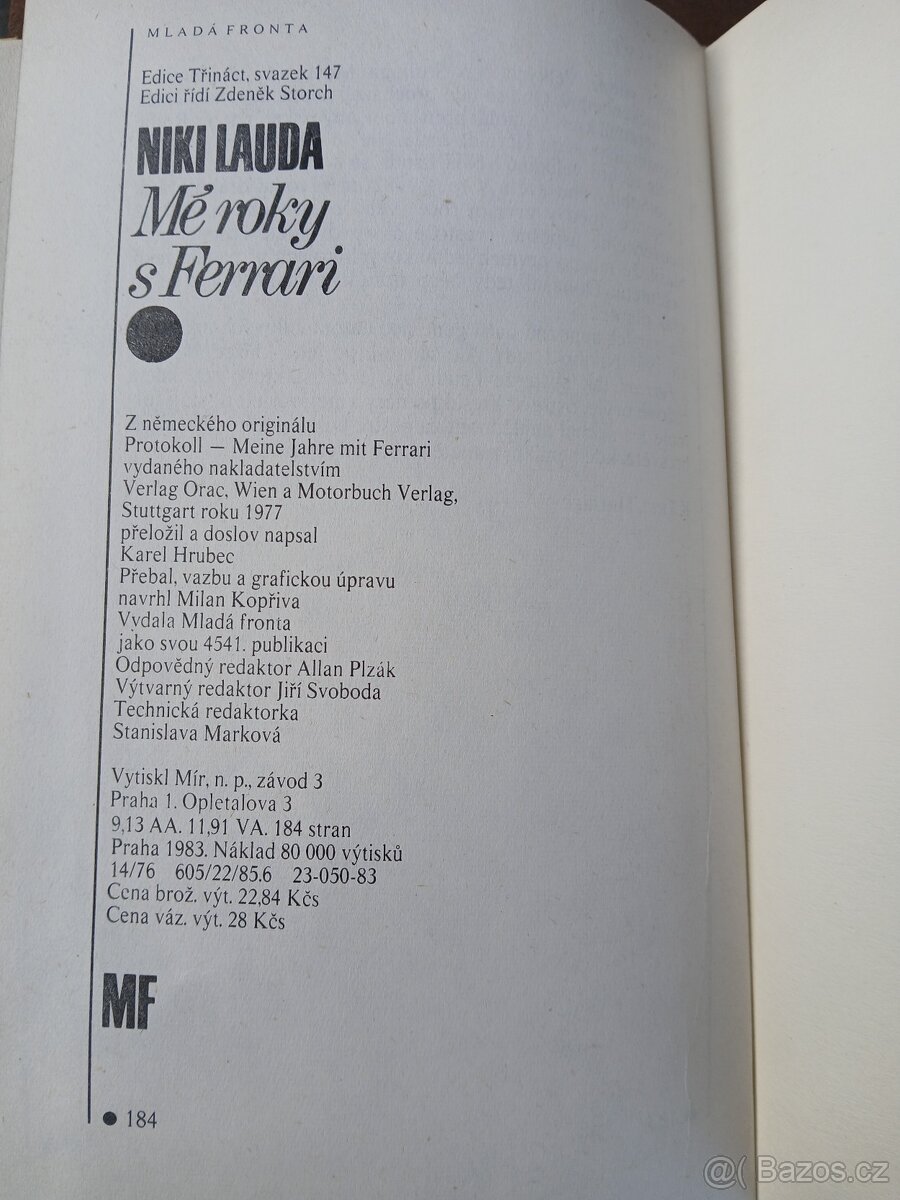 MLADÁ FRONTA
Edice Třináct, svazek 147
Edici řídí Zdeněk Storch
NIKI LAUDA
Mé roky
s Ferrari
Z německého originálu
Protokoll — Meine Jahre mit Ferrari
vydaného nakladatelstvím
Verlag Orac, Wien a Motorbuch Verlag,
Stuttgart roku 1977
přeložil a doslov napsal
Karel Hrubec
Přebal, vazbu a grafickou úpravu
navrhl Milan Kopřiva
Vydala Mladá fronta
jako svou 4541. publikaci
Odpovědný redaktor Allan Plzák
Výtvarný redaktor Jiří Svoboda
Technická redaktorka
Stanislava Marková
Vytiskl Mír, n. p., závod 3
Praha 1. Opletalova 3
9,13 AA. 11,91 VA. 184 stran
Praha 1983. Náklad 80 000 výtisků
14/76 605/22/85.6 23-050-83
Cena brož. výt. 22,84 Kčs
Cena váz. výt. 28 Kčs
MF
● 184
@( Bazos.cz